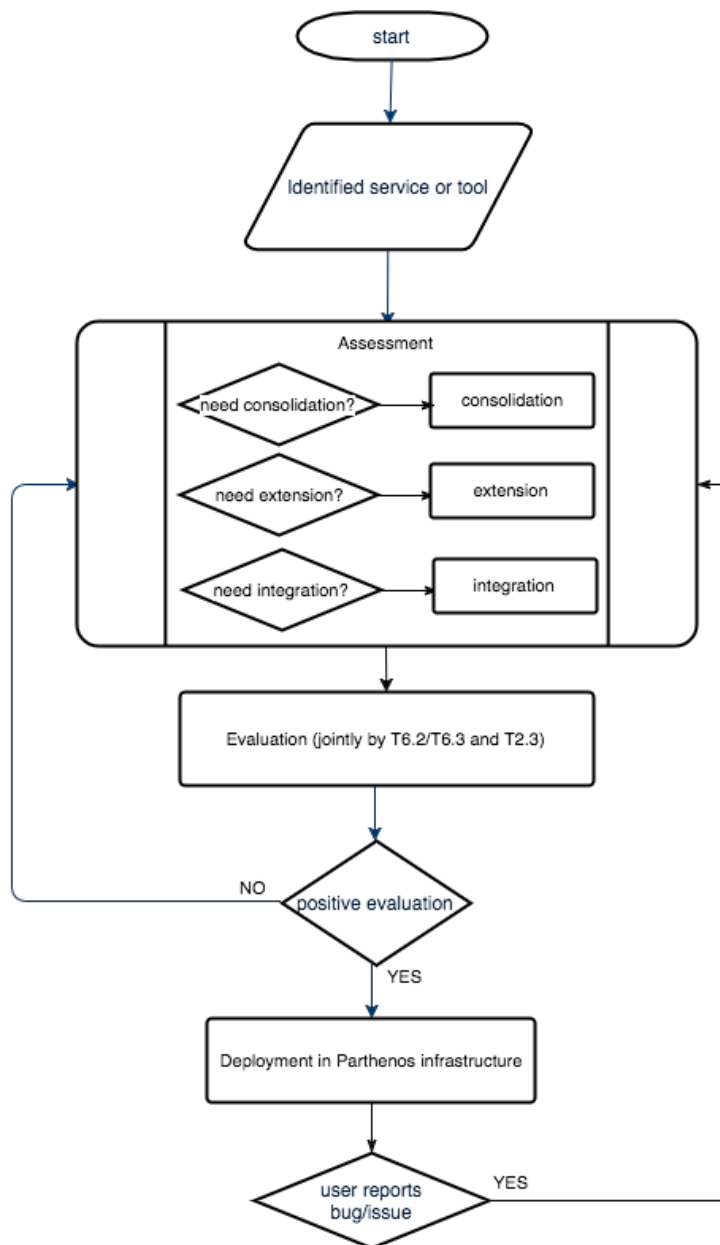 start
Identified service or tool
Assessment
need consolidation?
consolidation
need extension?
extension
need integration?
integration
Evaluation (jointly by T6.2/T6.3 and T2.3)
NO
positive evaluation
YES
Deployment in Parthenos infrastructure
user reports
bug/issue
YES